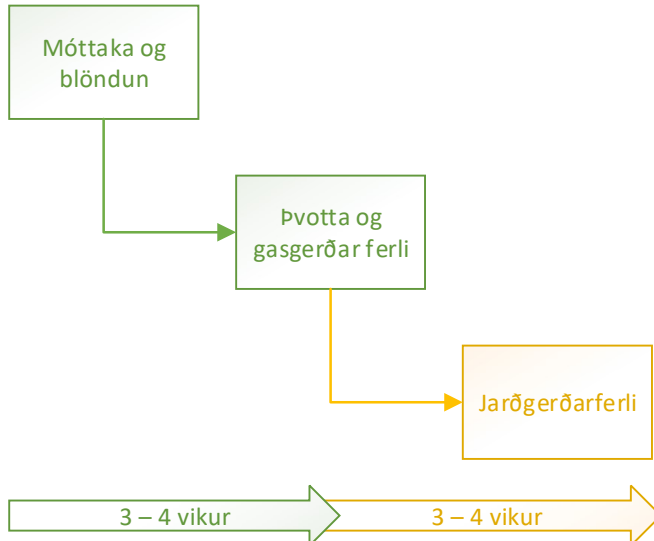 Móttaka og
blöndun
Þvotta og
gasgerðar ferli
Jarðgerðarferli
3 – 4 vikur
3 – 4 vikur